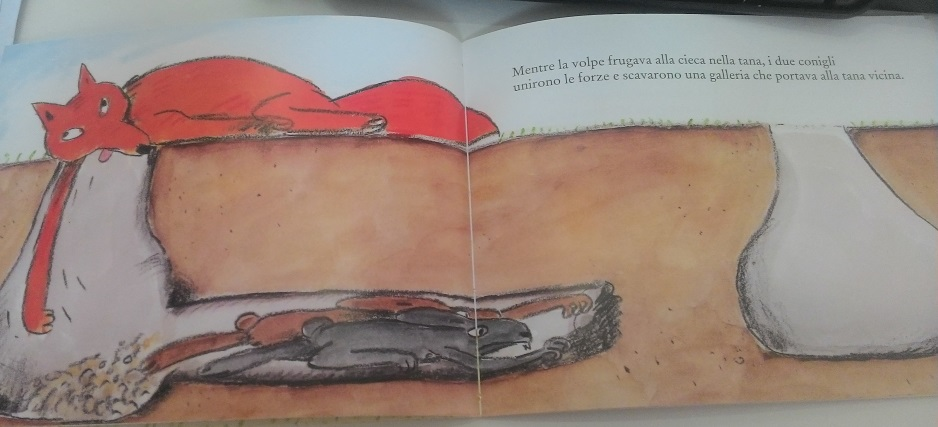 Mentre la volpe frugava alla cieca nella tana, i due conigli
unirono le forze e scavarono una galleria che portava alla tana vicina.